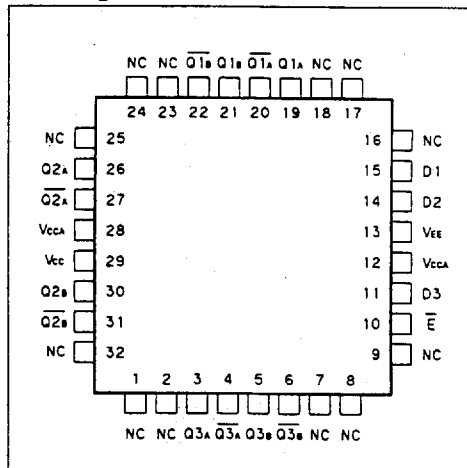 NC NC Q̅1̅B̅ Q1B Q̅1̅A̅ Q1A NC NC
24 23 22 21 20 19 18 17
NC 25 16 NC
Q2A 26 15 D1
Q̅2̅A̅ 27 14 D2
VCCA 28 13 VEE
VCC 29 12 VCCA
Q2B 30 11 D3
Q̅2̅B̅ 31 10 E̅
NC 32 9 NC
1 2 3 4 5 6 7 8
NC NC Q3A Q̅3̅A̅ Q3B Q̅3̅B̅ NC NC